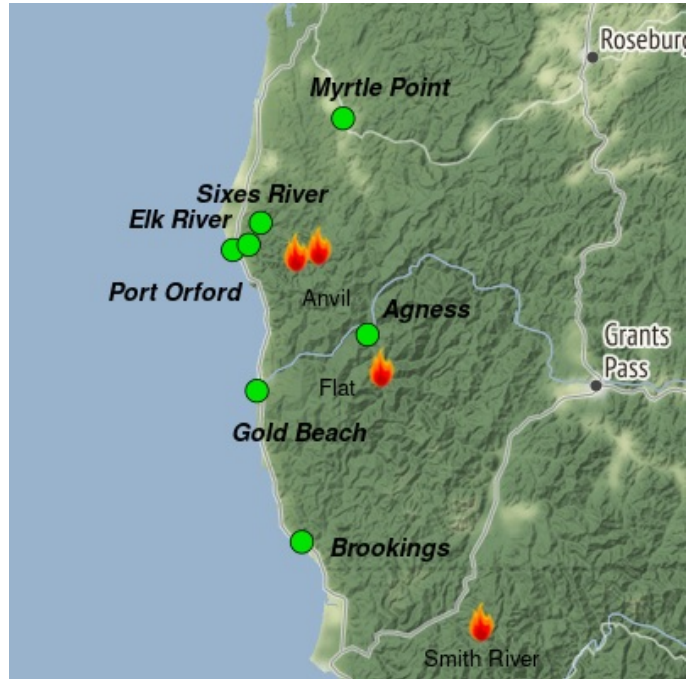 Roseburg
Myrtle Point
Sixes River
Elk River
Port Orford
Anvil
Agness
Grants
Pass
Flat
Gold Beach
Brookings
Smith River